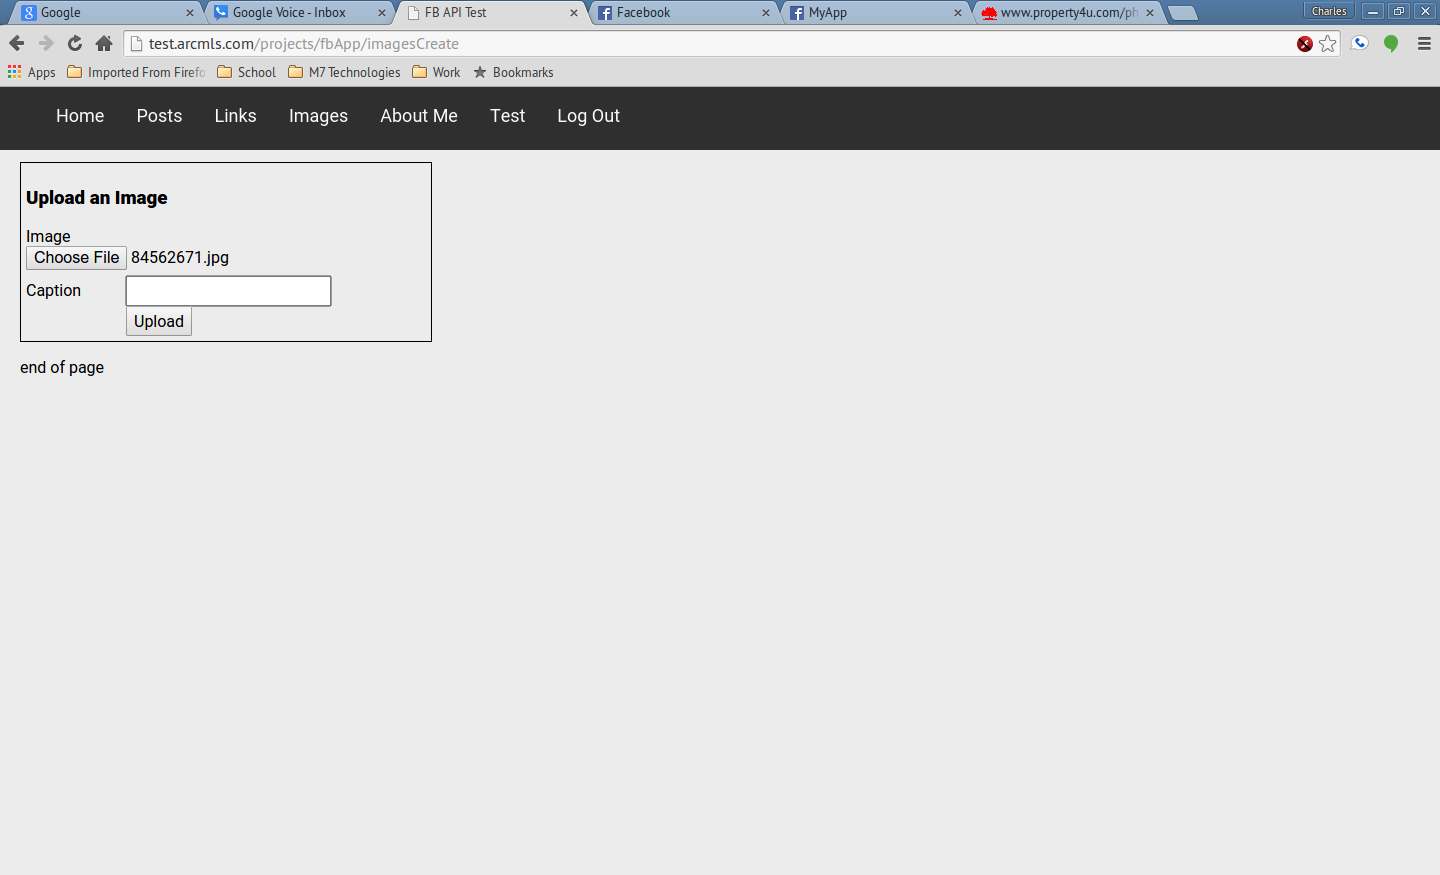 Google
Google Voice - Inbox
FB API Test
Facebook
MyApp
www.property4u.com/ph
Charles
test.arcmls.com/projects/fbApp/imagesCreate
Apps
Imported From Firefo
School
M7 Technologies
Work
Bookmarks
Home
Posts
Links
Images
About Me
Test
Log Out
Upload an Image
Image
Choose File 84562671.jpg
Caption
Upload
end of page